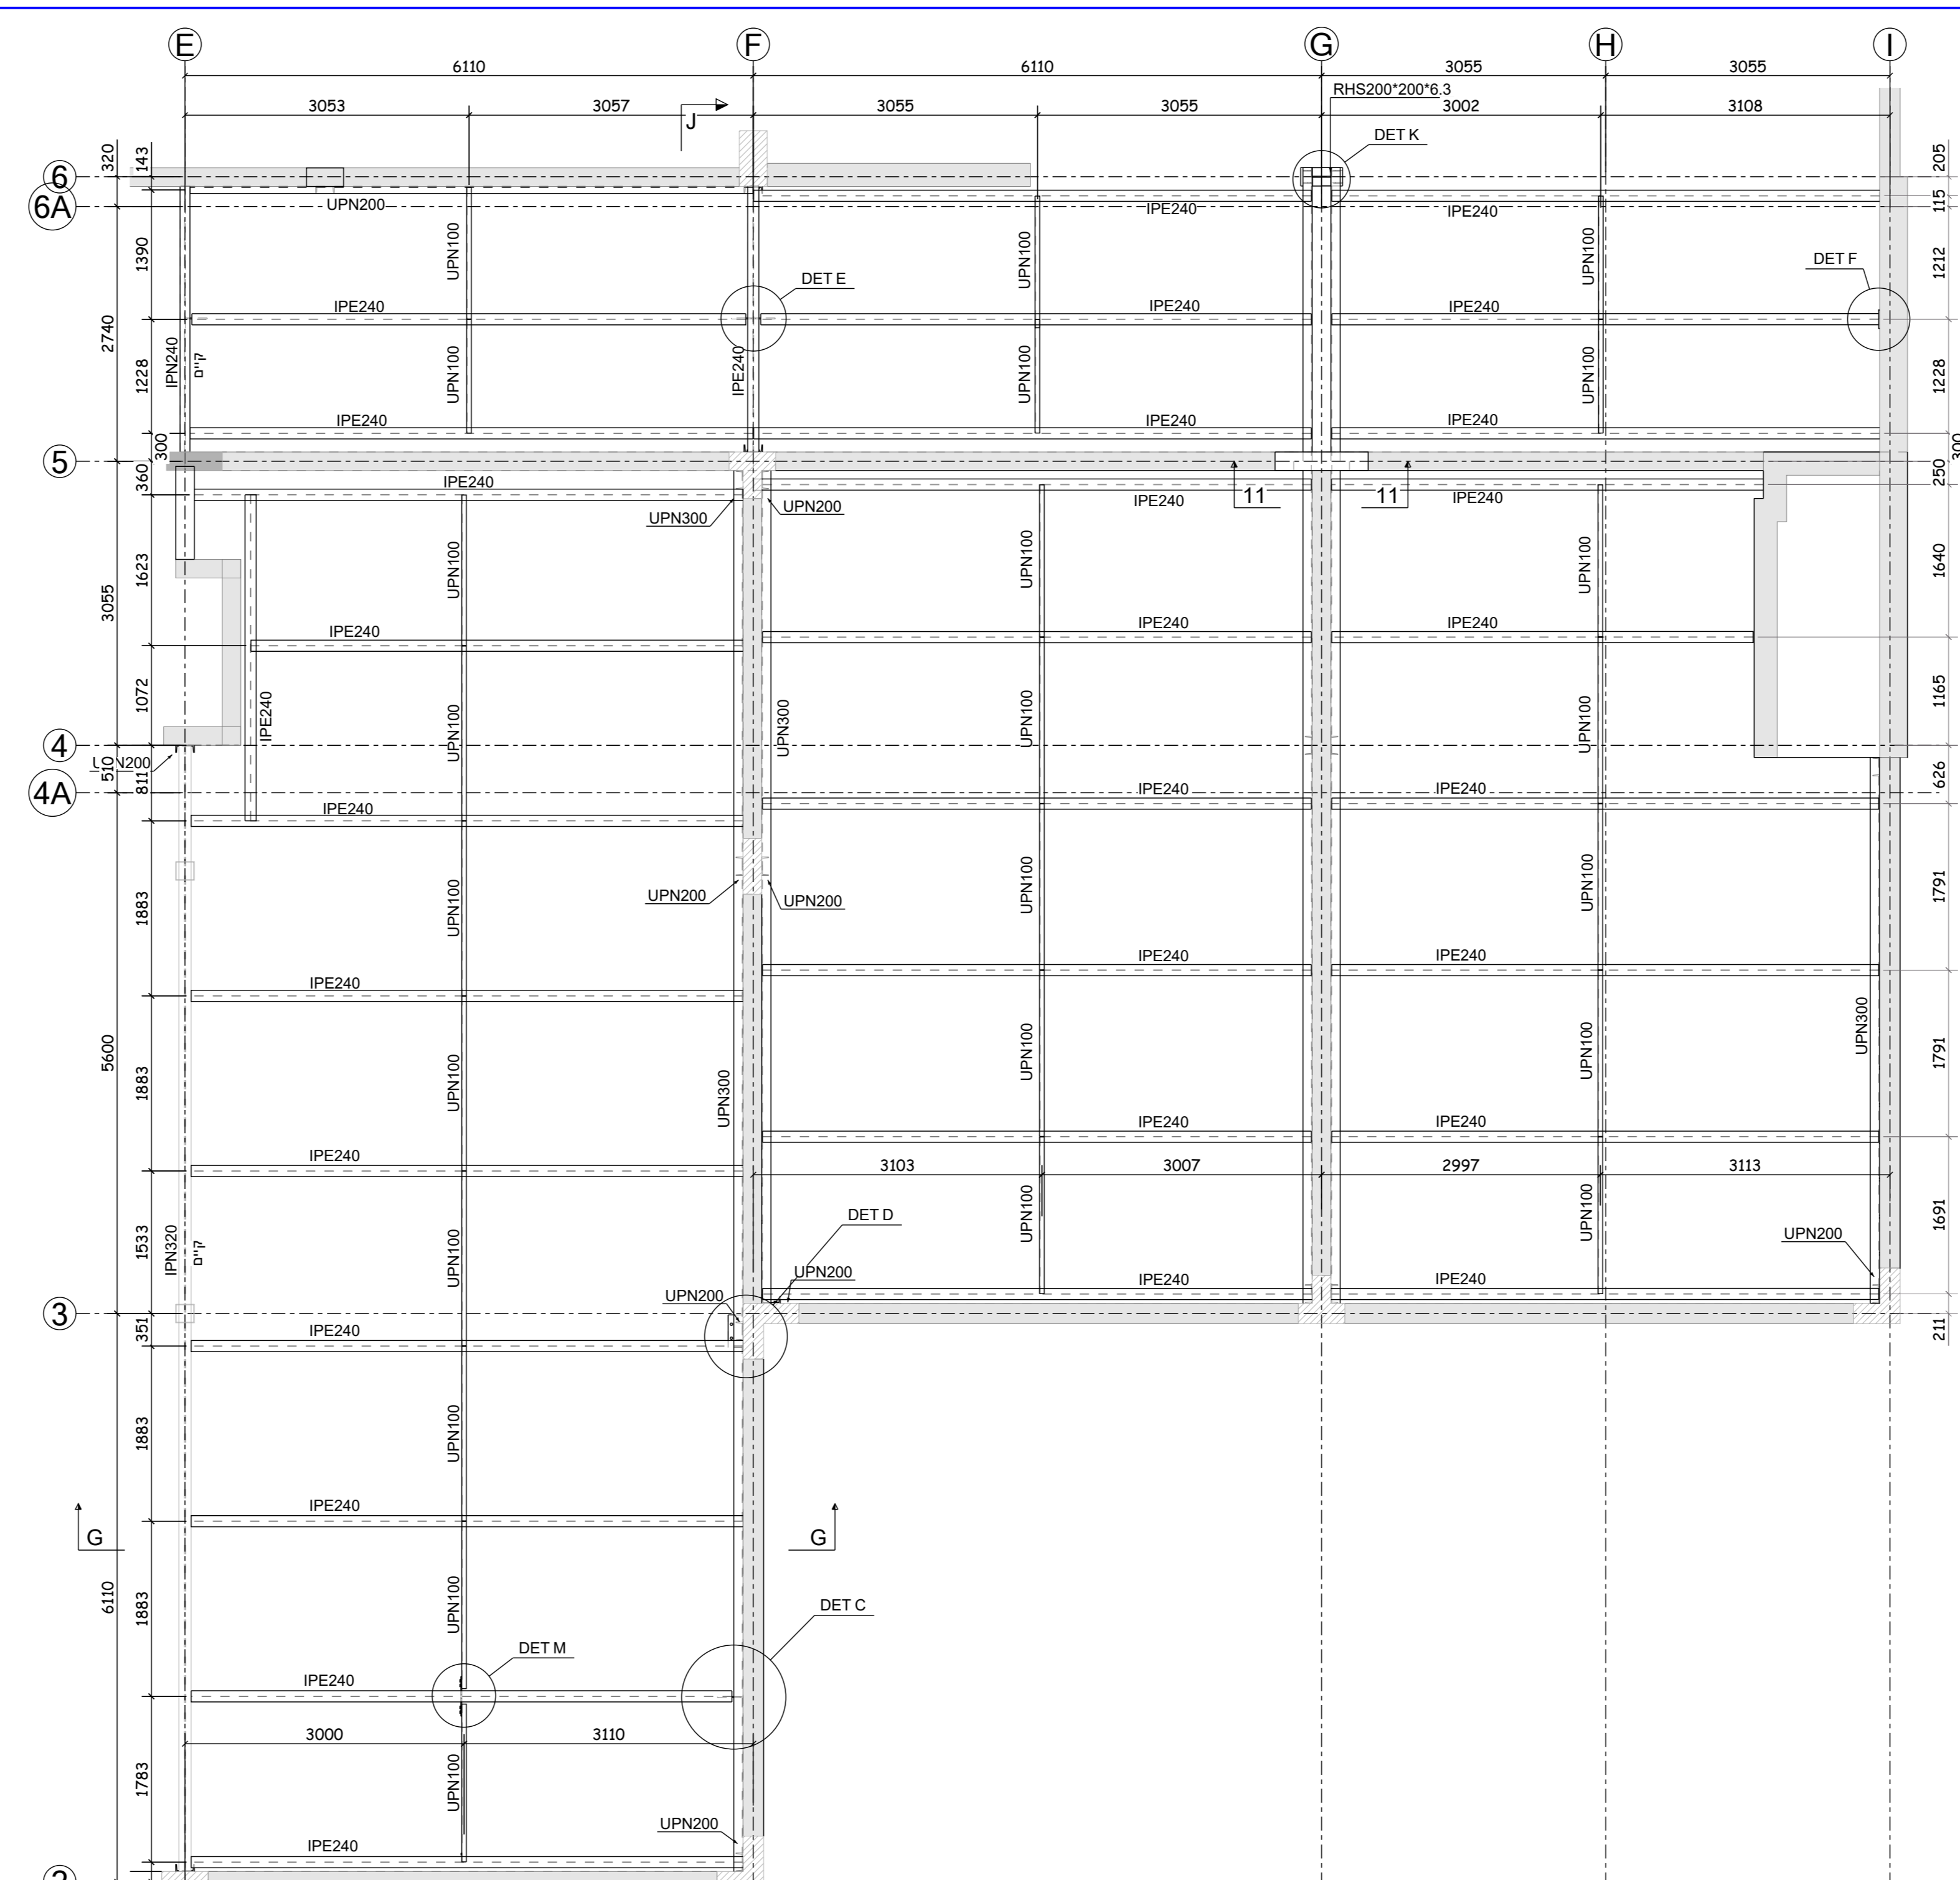 E
F
G
H
I
6110
6110
3055
3055
RHS200*200*6.3
3053
3057
3055
3055
3002
3108
J
DET K
320
143
205
6
6A
UPN200
IPE240
IPE240
115
1390
UPN100
UPN100
UPN100
1212
DET E
DET F
IPE240
IPE240
IPE240
2740
IPN240
קיים
1228
UPN100
IPE240
UPN100
UPN100
1228
IPE240
IPE240
IPE240
300
300
5
360
250
IPE240
UPN300
UPN200
IPE240
11
11
IPE240
1623
UPN100
UPN100
UPN100
1640
3055
IPE240
IPE240
IPE240
1072
IPE240
UPN100
UPN300
UPN100
UPN100
1165
4
510
811
626
4A
IPE240
IPE240
IPE240
1883
UPN100
UPN200
UPN200
UPN100
UPN100
1791
IPE240
IPE240
IPE240
5600
1883
UPN100
UPN300
UPN100
UPN100
UPN300
1791
IPE240
IPE240
IPE240
3103
3007
2997
3113
1533
IPN320
קיים
UPN100
DET D
UPN100
UPN100
UPN200
1691
UPN200
UPN200
IPE240
IPE240
3
351
211
IPE240
1883
UPN100
IPE240
G
G
6110
1883
UPN100
DET C
DET M
IPE240
3000
3110
1783
UPN100
UPN200
IPE240